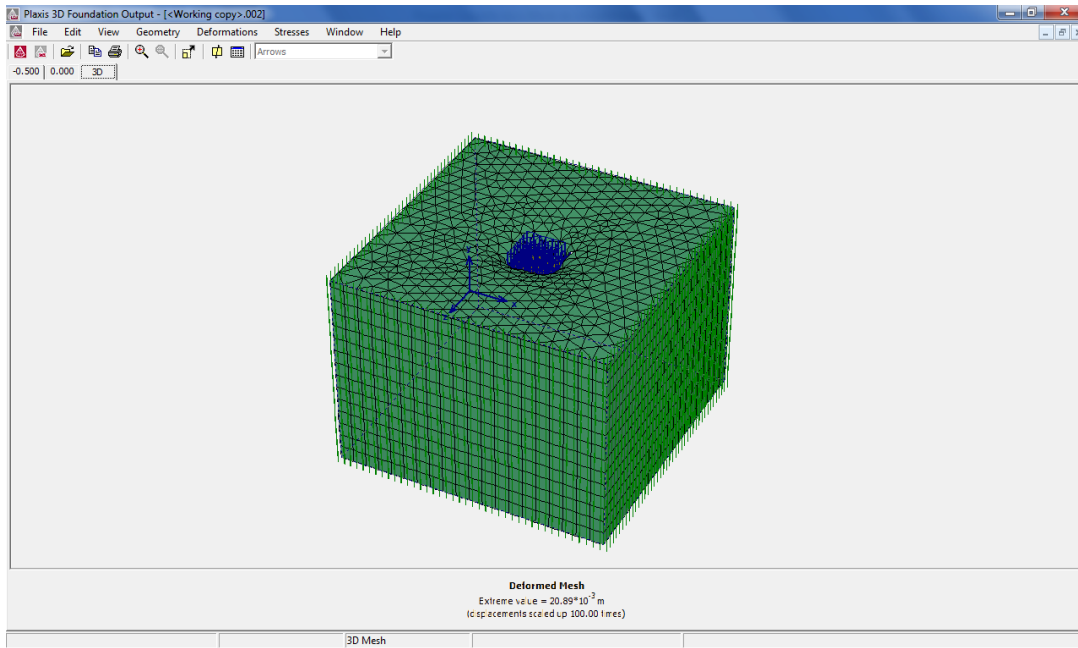 Plaxis 3D Foundation Output - [<Working copy>.002]
File Edit View Geometry Deformations Stresses Window Help
Arrows
-0.500 0.000 3D
Deformed Mesh
Extreme value = 20.89*10⁻³ m
(displacements scaled up 100.00 times)
3D Mesh